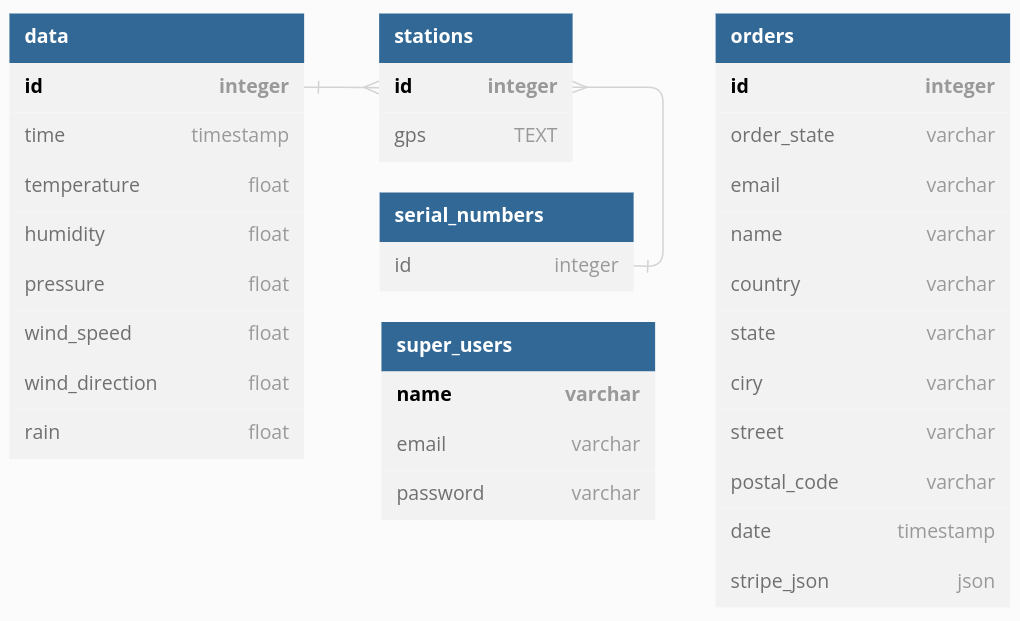 data
id integer
time timestamp
temperature float
humidity float
pressure float
wind_speed float
wind_direction float
rain float
stations
id integer
gps TEXT
serial_numbers
id integer
super_users
name varchar
email varchar
password varchar
orders
id integer
order_state varchar
email varchar
name varchar
country varchar
state varchar
ciry varchar
street varchar
postal_code varchar
date timestamp
stripe_json json